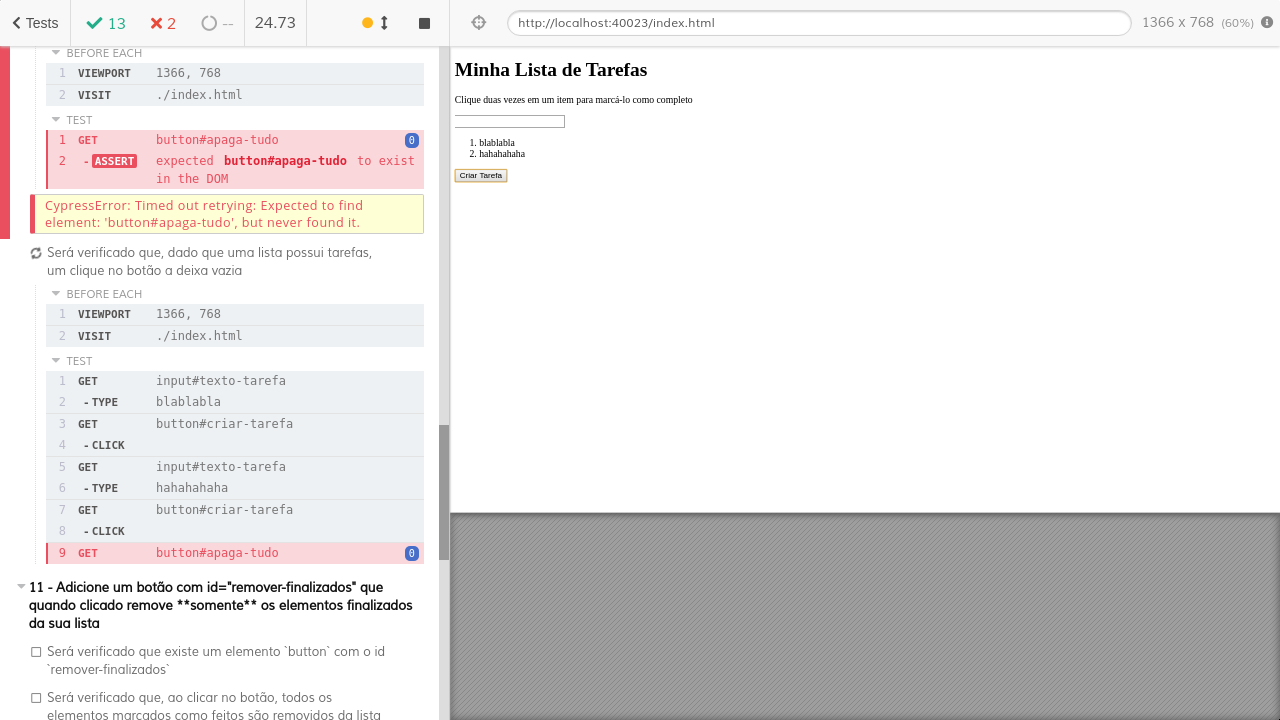 Tests
13
2
--
24.73
http://localhost:40023/index.html
1366 x 768 (60%)
BEFORE EACH
1 VIEWPORT 1366, 768
2 VISIT ./index.html
TEST
1 GET button#apaga-tudo 0
2 -ASSERT expected button#apaga-tudo to exist
in the DOM
CypressError: Timed out retrying: Expected to find
element: 'button#apaga-tudo', but never found it.
Será verificado que, dado que uma lista possui tarefas,
um clique no botão a deixa vazia
BEFORE EACH
1 VIEWPORT 1366, 768
2 VISIT ./index.html
TEST
1 GET input#texto-tarefa
2 -TYPE blablabla
3 GET button#criar-tarefa
4 -CLICK
5 GET input#texto-tarefa
6 -TYPE hahahahaha
7 GET button#criar-tarefa
8 -CLICK
9 GET button#apaga-tudo 0
11 - Adicione um botão com id="remover-finalizados" que
quando clicado remove **somente** os elementos finalizados
da sua lista
Será verificado que existe um elemento `button` com o id
`remover-finalizados`
Será verificado que, ao clicar no botão, todos os
elementos marcados como feitos são removidos da lista
Minha Lista de Tarefas
Clique duas vezes em um item para marcá-lo como completo
1. blablabla
2. hahahahaha
Criar Tarefa